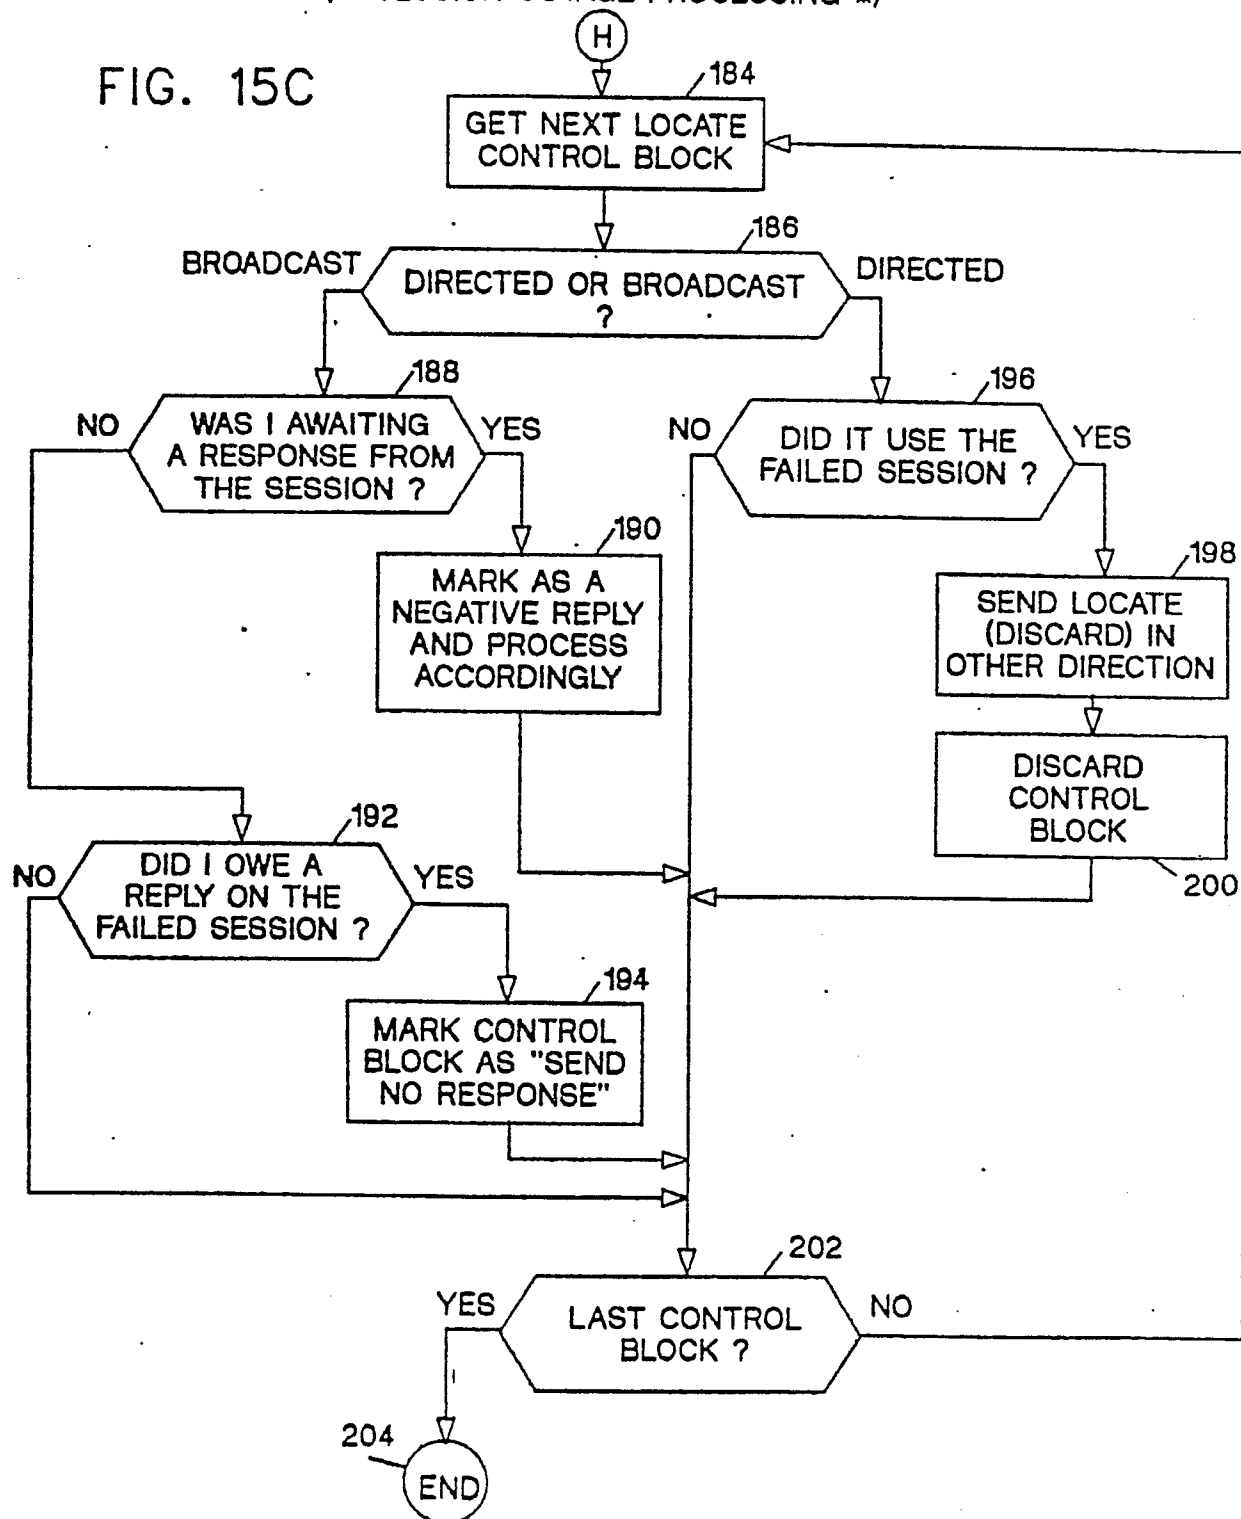 OUTAGE PROCESSING
H
FIG. 15C
184
GET NEXT LOCATE
CONTROL BLOCK
186
BROADCAST
DIRECTED OR BROADCAST
?
DIRECTED
188
NO
WAS I AWAITING
A RESPONSE FROM
THE SESSION ?
YES
196
NO
DID IT USE THE
FAILED SESSION ?
YES
190
MARK AS A
NEGATIVE REPLY
AND PROCESS
ACCORDINGLY
198
SEND LOCATE
(DISCARD) IN
OTHER DIRECTION
DISCARD
CONTROL
BLOCK
200
192
NO
DID I OWE A
REPLY ON THE
FAILED SESSION ?
YES
194
MARK CONTROL
BLOCK AS "SEND
NO RESPONSE"
202
YES
LAST CONTROL
BLOCK ?
NO
204
END